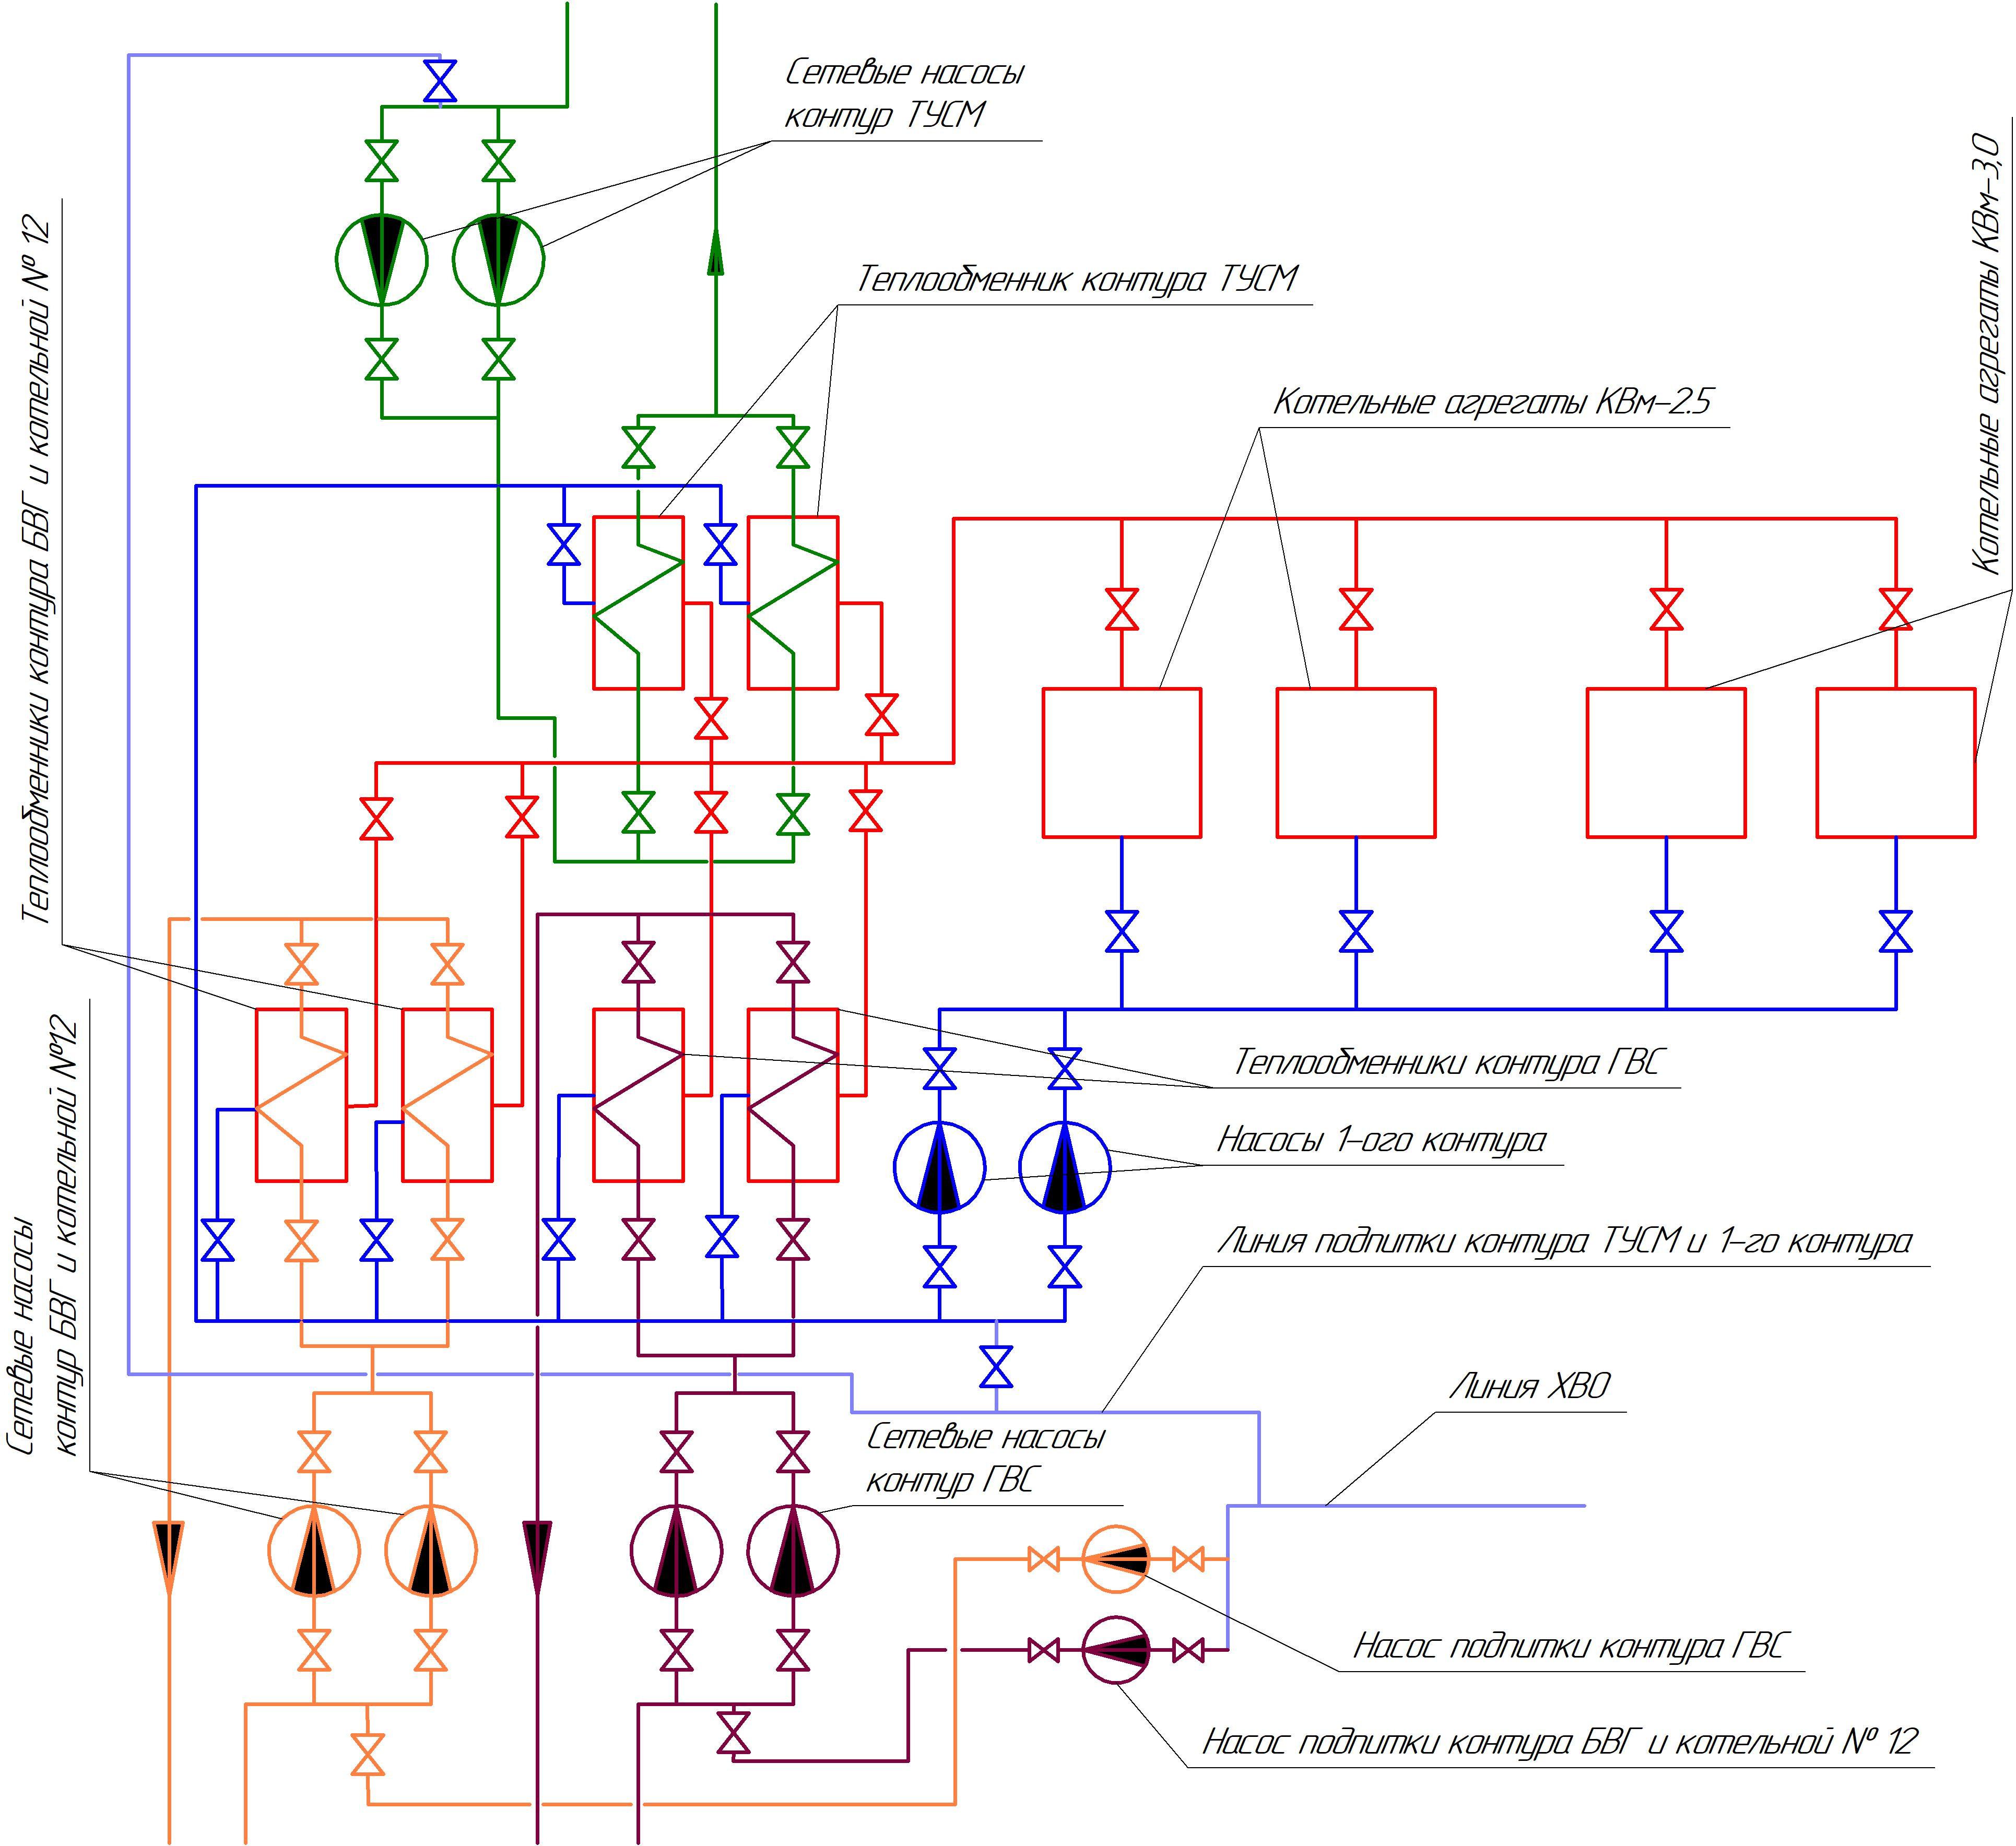 Сетевые насосы
контур ТУСМ
Теплообменник контура ТУСМ
Котельные агрегаты КВм-2.5
Котельные агрегаты КВм-3,0
Теплообменники контура БВГ и котельной № 12
Сетевые насосы
контур БВГ и котельной №12
Теплообменники контура ГВС
Насосы 1-ого контура
Линия подпитки контура ТУСМ и 1-го контура
Линия ХВО
Сетевые насосы
контур ГВС
Насос подпитки контура ГВС
Насос подпитки контура БВГ и котельной № 12